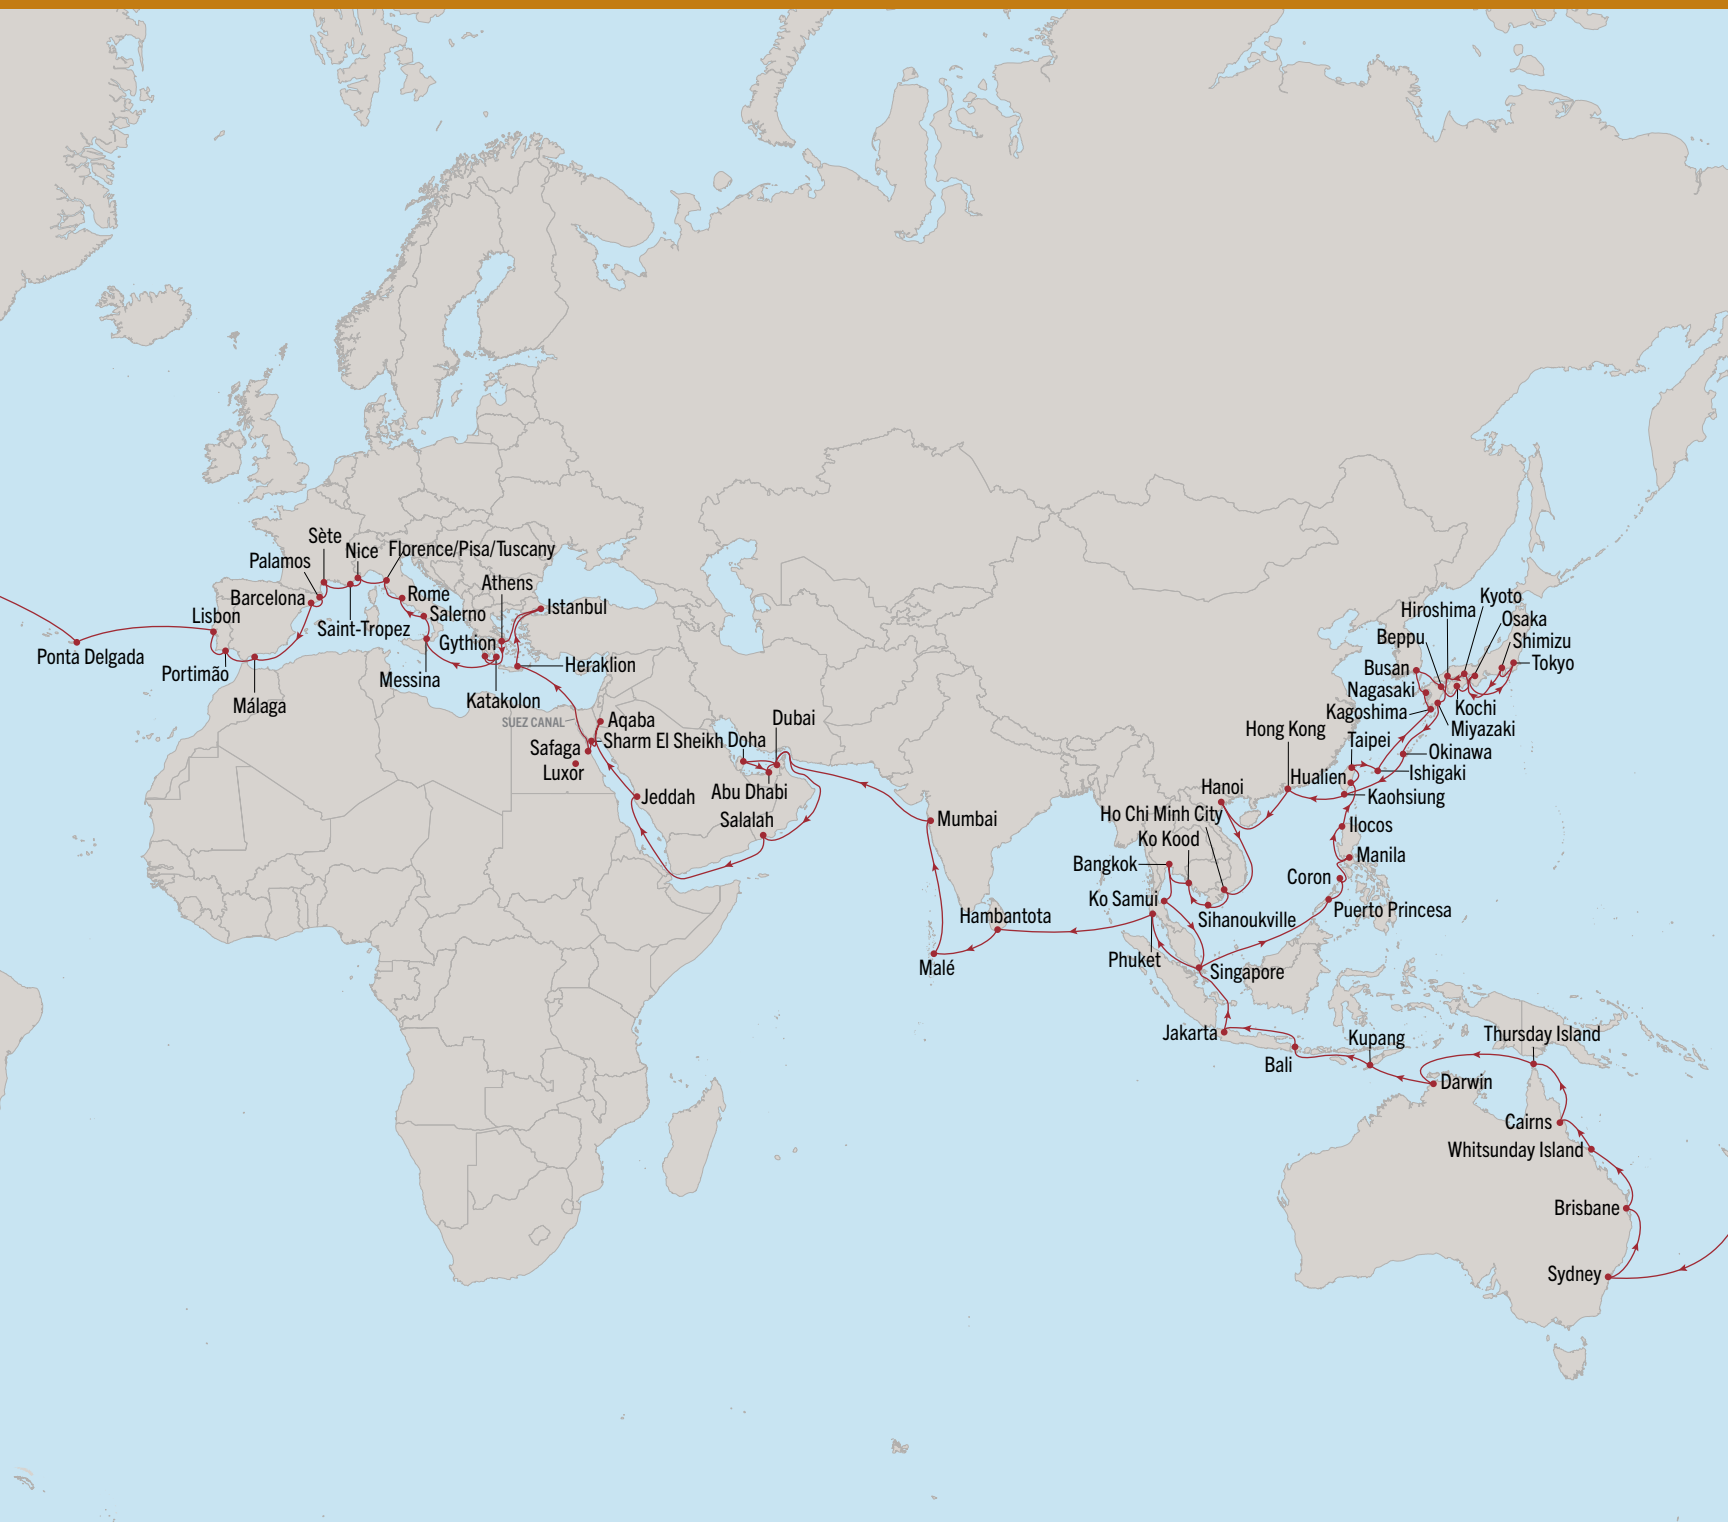 Sète
Nice
Florence/Pisa/Tuscany
Palamos
Athens
Barcelona
Rome
Istanbul
Lisbon
Salerno
Saint-Tropez
Gythion
Ponta Delgada
Heraklion
Portimão
Messina
Katakolon
Málaga
SUEZ CANAL
Aqaba
Dubai
Safaga
Sharm El Sheikh
Doha
Luxor
Abu Dhabi
Jeddah
Salalah
Mumbai
Hambantota
Malé
Kyoto
Hiroshima
Osaka
Beppu
Shimizu
Busan
Tokyo
Nagasaki
Kochi
Kagoshima
Miyazaki
Hong Kong
Taipei
Okinawa
Ishigaki
Hualien
Hanoi
Kaohsiung
Ho Chi Minh City
Ilocos
Ko Kood
Manila
Bangkok
Coron
Ko Samui
Puerto Princesa
Sihanoukville
Phuket
Singapore
Jakarta
Kupang
Thursday Island
Bali
Darwin
Cairns
Whitsunday Island
Brisbane
Sydney